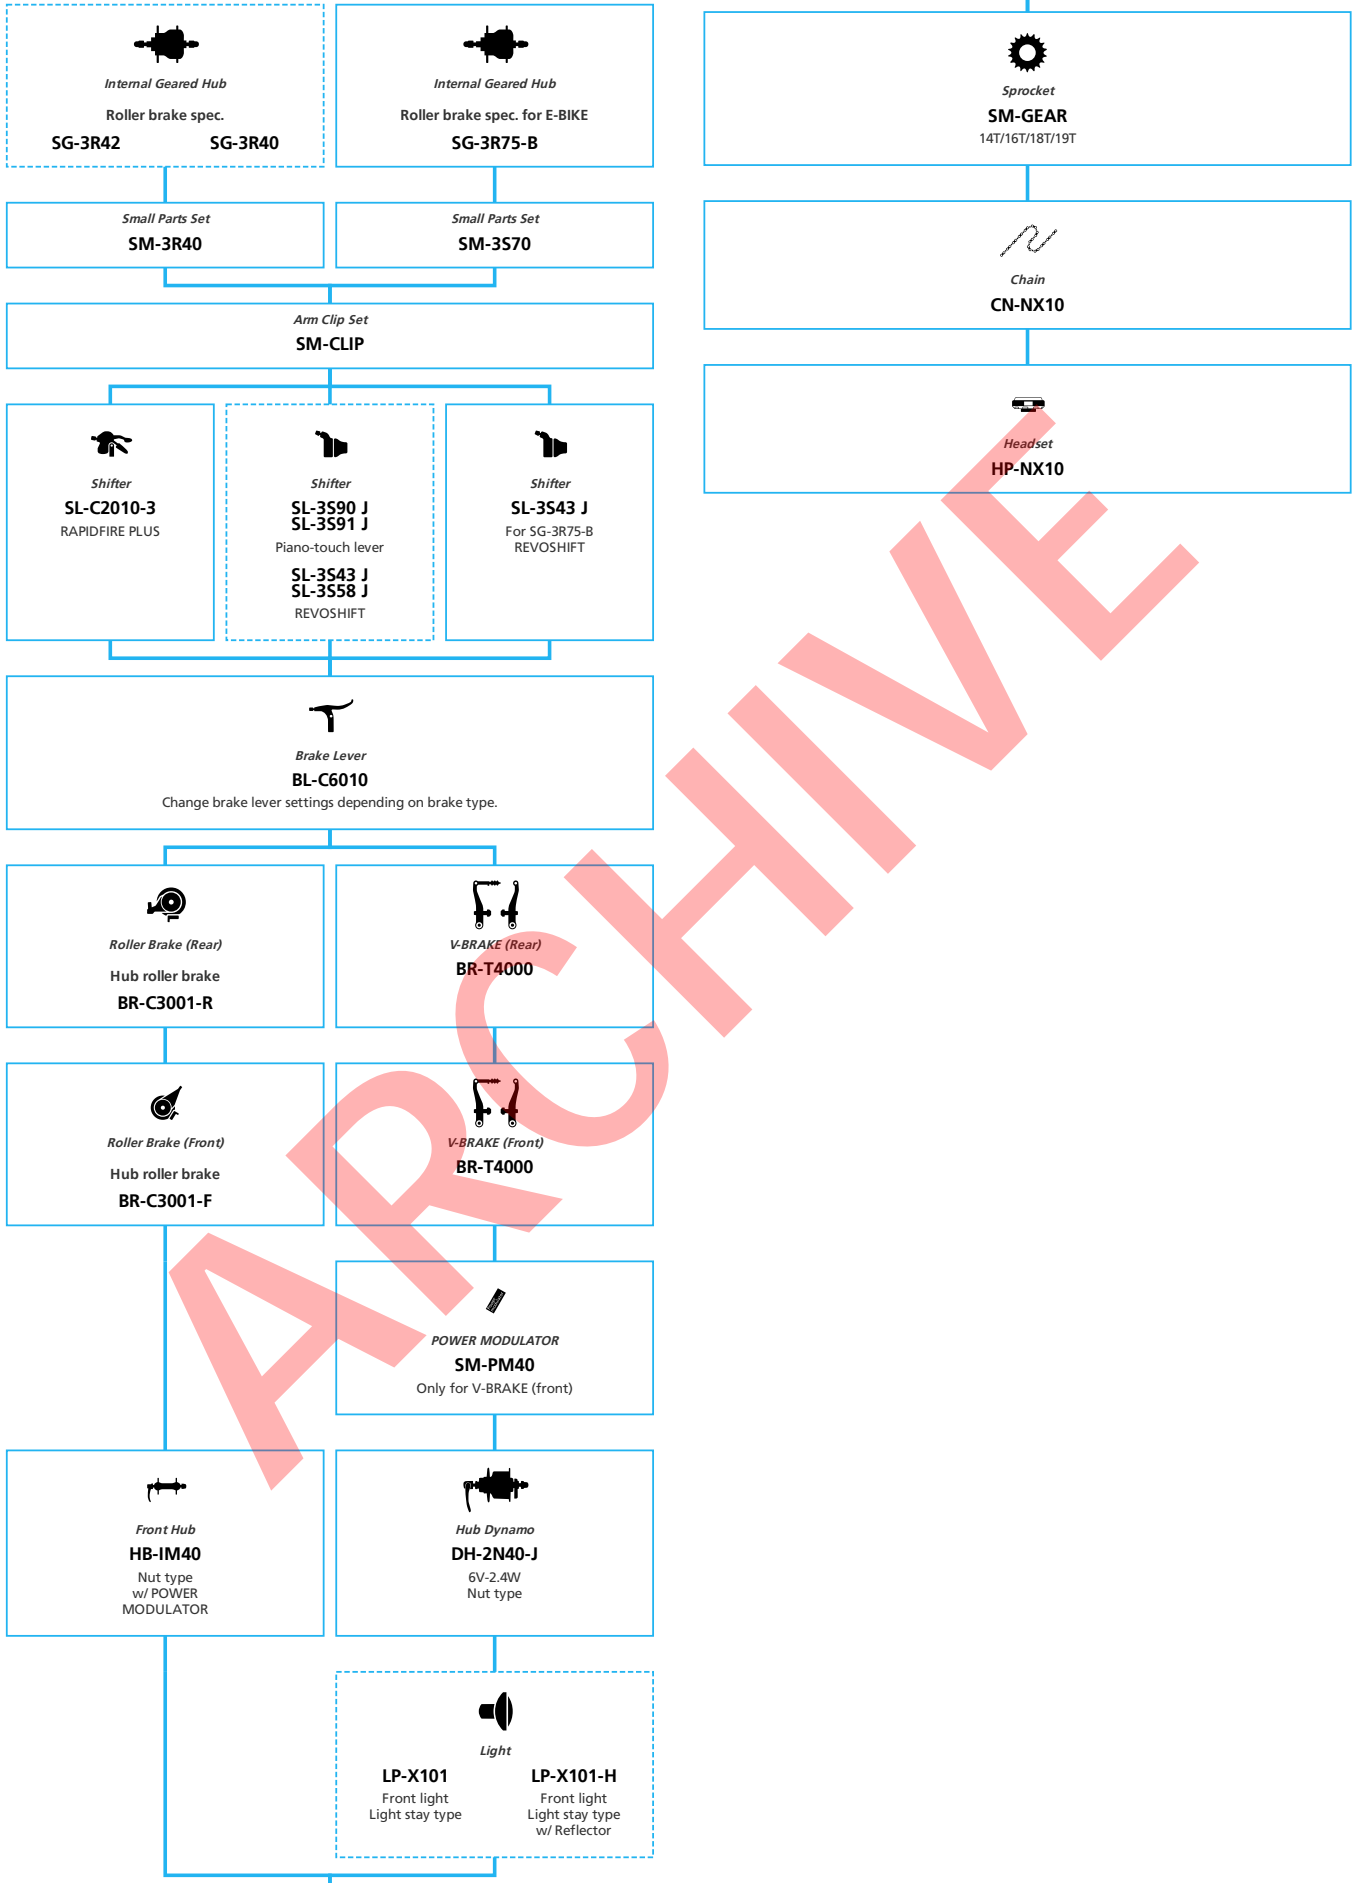 Internal Geared Hub
Roller brake spec.
SG-3R42 SG-3R40
Internal Geared Hub
Roller brake spec. for E-BIKE
SG-3R75-B
Small Parts Set
SM-3R40
Small Parts Set
SM-3S70
Arm Clip Set
SM-CLIP
Shifter
SL-C2010-3
RAPIDFIRE PLUS
Shifter
SL-3S90 J
SL-3S91 J
Piano-touch lever
SL-3S43 J
SL-3S58 J
REVOSHIFT
Shifter
SL-3S43 J
For SG-3R75-B
REVOSHIFT
Brake Lever
BL-C6010
Change brake lever settings depending on brake type.
Roller Brake (Rear)
Hub roller brake
BR-C3001-R
V-BRAKE (Rear)
BR-T4000
Roller Brake (Front)
Hub roller brake
BR-C3001-F
V-BRAKE (Front)
BR-T4000
POWER MODULATOR
SM-PM40
Only for V-BRAKE (front)
Front Hub
HB-IM40
Nut type
w/ POWER
MODULATOR
Hub Dynamo
DH-2N40-J
6V-2.4W
Nut type
Light
LP-X101
Front light
Light stay type
LP-X101-H
Front light
Light stay type
w/ Reflector
Sprocket
SM-GEAR
14T/16T/18T/19T
Chain
CN-NX10
Headset
HP-NX10
ARCHIVE